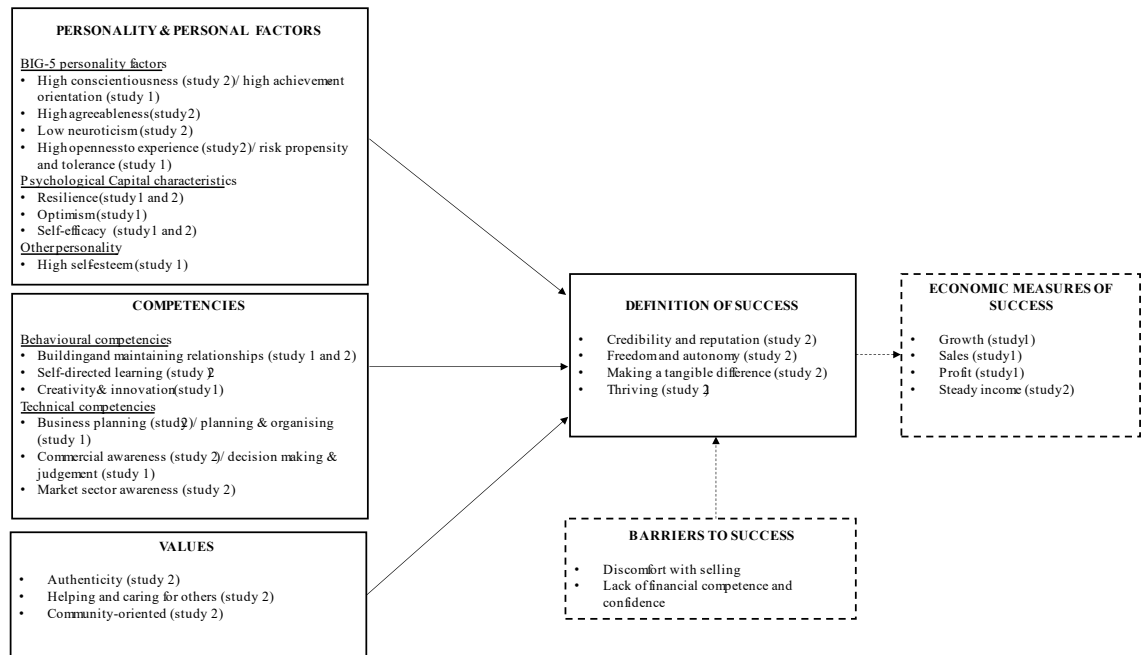 PERSONALITY & PERSONAL FACTORS
BIG-5 personality factors
• High conscientiousness (study 2)/ high achievement
orientation (study 1)
• High agreeableness (study 2)
• Low neuroticism (study 2)
• High openness to experience (study 2)/ risk propensity
and tolerance (study 1)
Psychological Capital characteristics
• Resilience (study 1 and 2)
• Optimism (study 1)
• Self-efficacy (study 1 and 2)
Other personality
• High self-esteem (study 1)
COMPETENCIES
Behavioural competencies
• Building and maintaining relationships (study 1 and 2)
• Self-directed learning (study 2)
• Creativity & innovation (study 1)
Technical competencies
• Business planning (study 2)/ planning & organising
(study 1)
• Commercial awareness (study 2)/ decision making &
judgement (study 1)
• Market sector awareness (study 2)
VALUES
• Authenticity (study 2)
• Helping and caring for others (study 2)
• Community-oriented (study 2)
DEFINITION OF SUCCESS
• Credibility and reputation (study 2)
• Freedom and autonomy (study 2)
• Making a tangible difference (study 2)
• Thriving (study 2)
BARRIERS TO SUCCESS
• Discomfort with selling
• Lack of financial competence and
confidence
ECONOMIC MEASURES OF
SUCCESS
• Growth (study1)
• Sales (study1)
• Profit (study1)
• Steady income (study2)